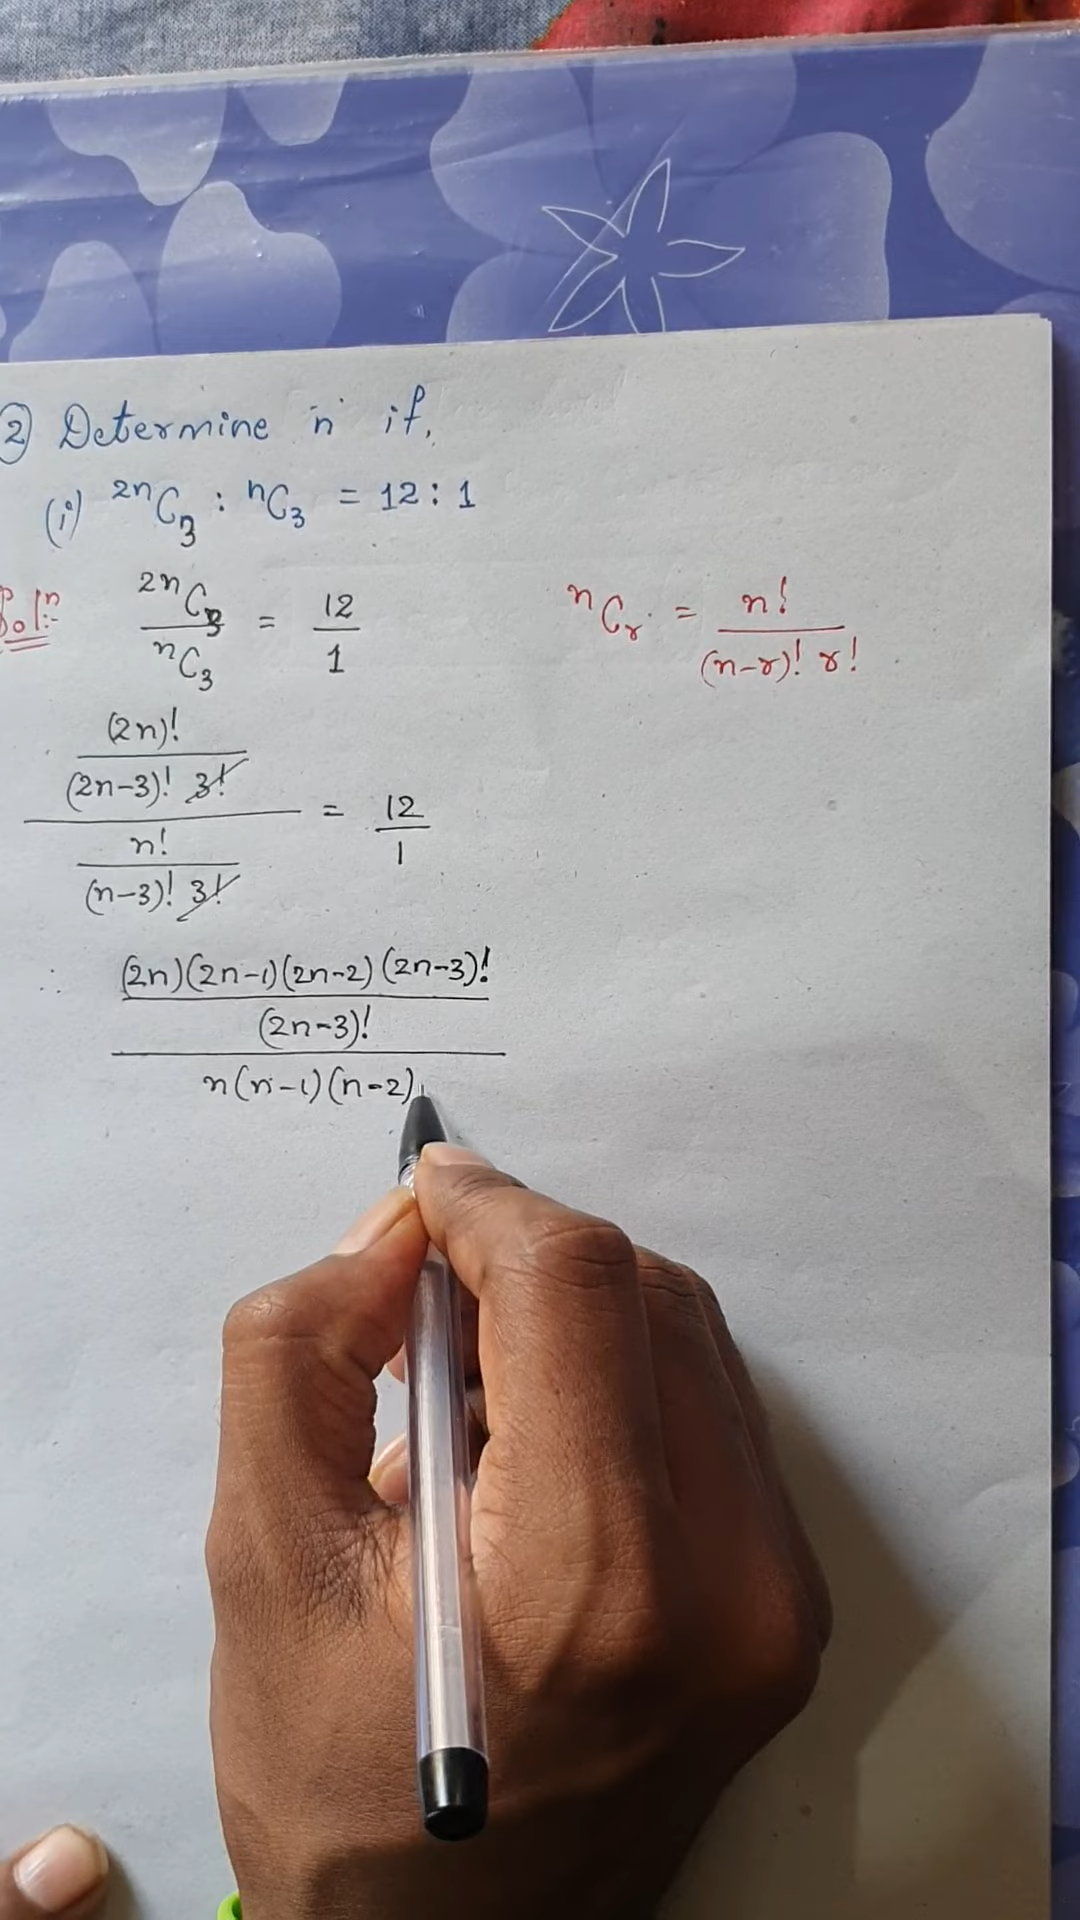 ② Determine 'n' if,
(i) ²ⁿC₃ : ⁿC₃ = 12 : 1
Solⁿ:- ²ⁿC₃ / ⁿC₃ = 12/1
ⁿCᵣ = n! / (n-r)! r!
(2n)! / (2n-3)! 3!
= 12/1
n! / (n-3)! 3!
∴ (2n)(2n-1)(2n-2)(2n-3)!
(2n-3)!
n(n-1)(n-2)